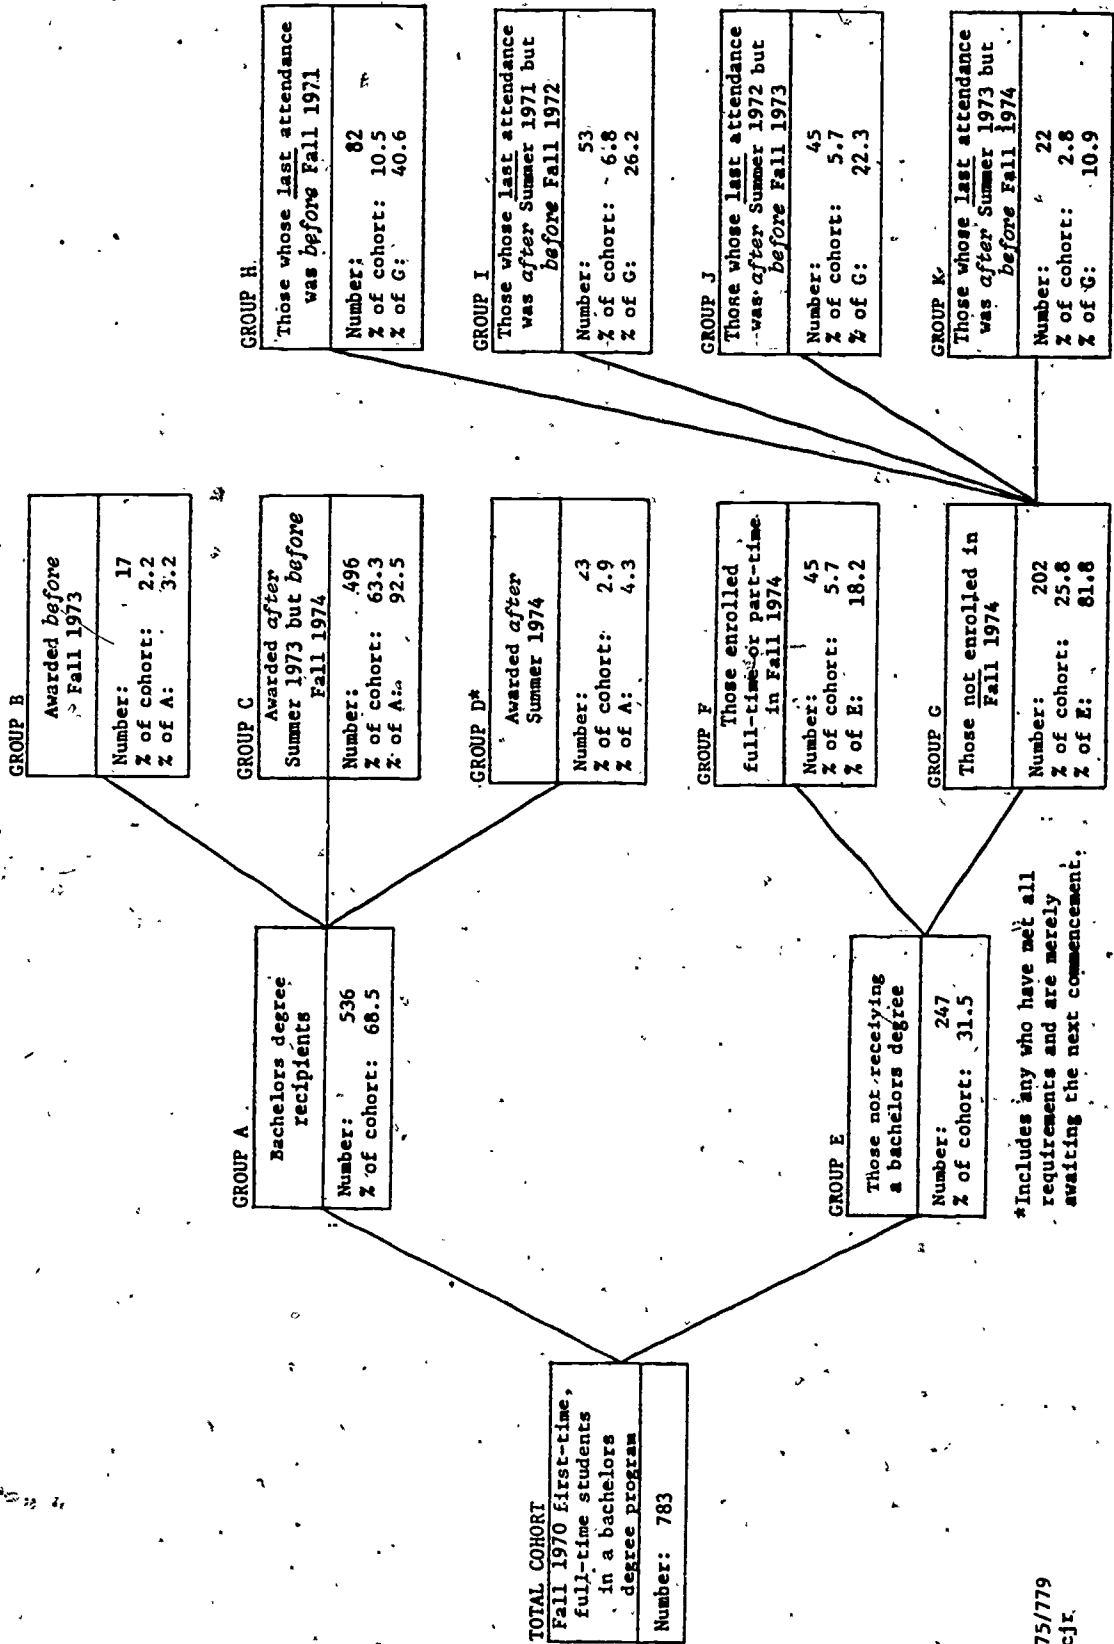 TOTAL COHORT
Fall 1970 first-time,
full-time students
in a bachelors
degree program
Number: 783
GROUP A
Bachelors degree
recipients
Number: 536
% of cohort: 68.5
GROUP E
Those not receiving
a bachelors degree
Number: 247
% of cohort: 31.5
*Includes any who have met all
requirements and are merely
awaiting the next commencement.
GROUP B
Awarded before
Fall 1973
Number: 17
% of cohort: 2.2
% of A: 3.2
GROUP C
Awarded after
Summer 1973 but before
Fall 1974
Number: 496
% of cohort: 63.3
% of A: 92.5
GROUP D*
Awarded after
Summer 1974
Number: 23
% of cohort: 2.9
% of A: 4.3
GROUP F
Those enrolled
full-time or part-time
in Fall 1974
Number: 45
% of cohort: 5.7
% of E: 18.2
GROUP G
Those not enrolled in
Fall 1974
Number: 202
% of cohort: 25.8
% of E: 81.8
GROUP H
Those whose last attendance
was before Fall 1971
Number: 82
% of cohort: 10.5
% of G: 40.6
GROUP I
Those whose last attendance
was after Summer 1971 but
before Fall 1972
Number: 53
% of cohort: 6.8
% of G: 26.2
GROUP J
Those whose last attendance
was after Summer 1972 but
before Fall 1973
Number: 45
% of cohort: 5.7
% of G: 22.3
GROUP K
Those whose last attendance
was after Summer 1973 but
before Fall 1974
Number: 22
% of cohort: 2.8
% of G: 10.9
75/779
cjr